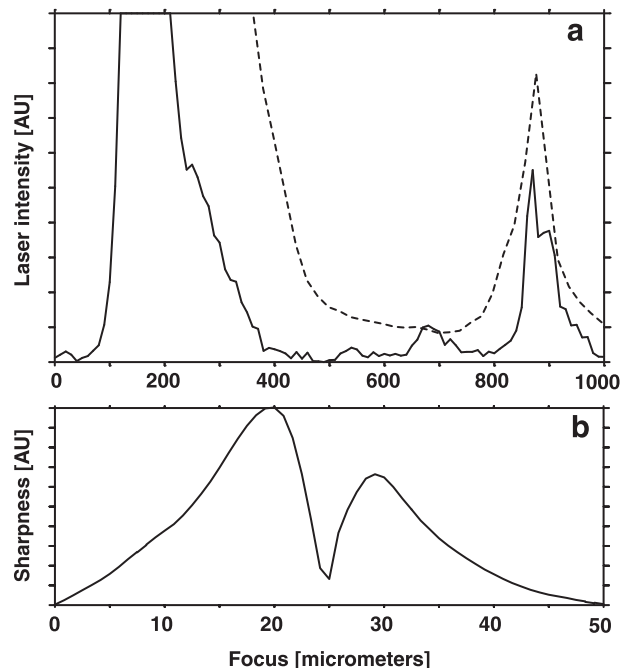 a
Laser intensity [AU]
0 200 400 600 800 1000
b
Sharpness [AU]
0 10 20 30 40 50
Focus [micrometers]